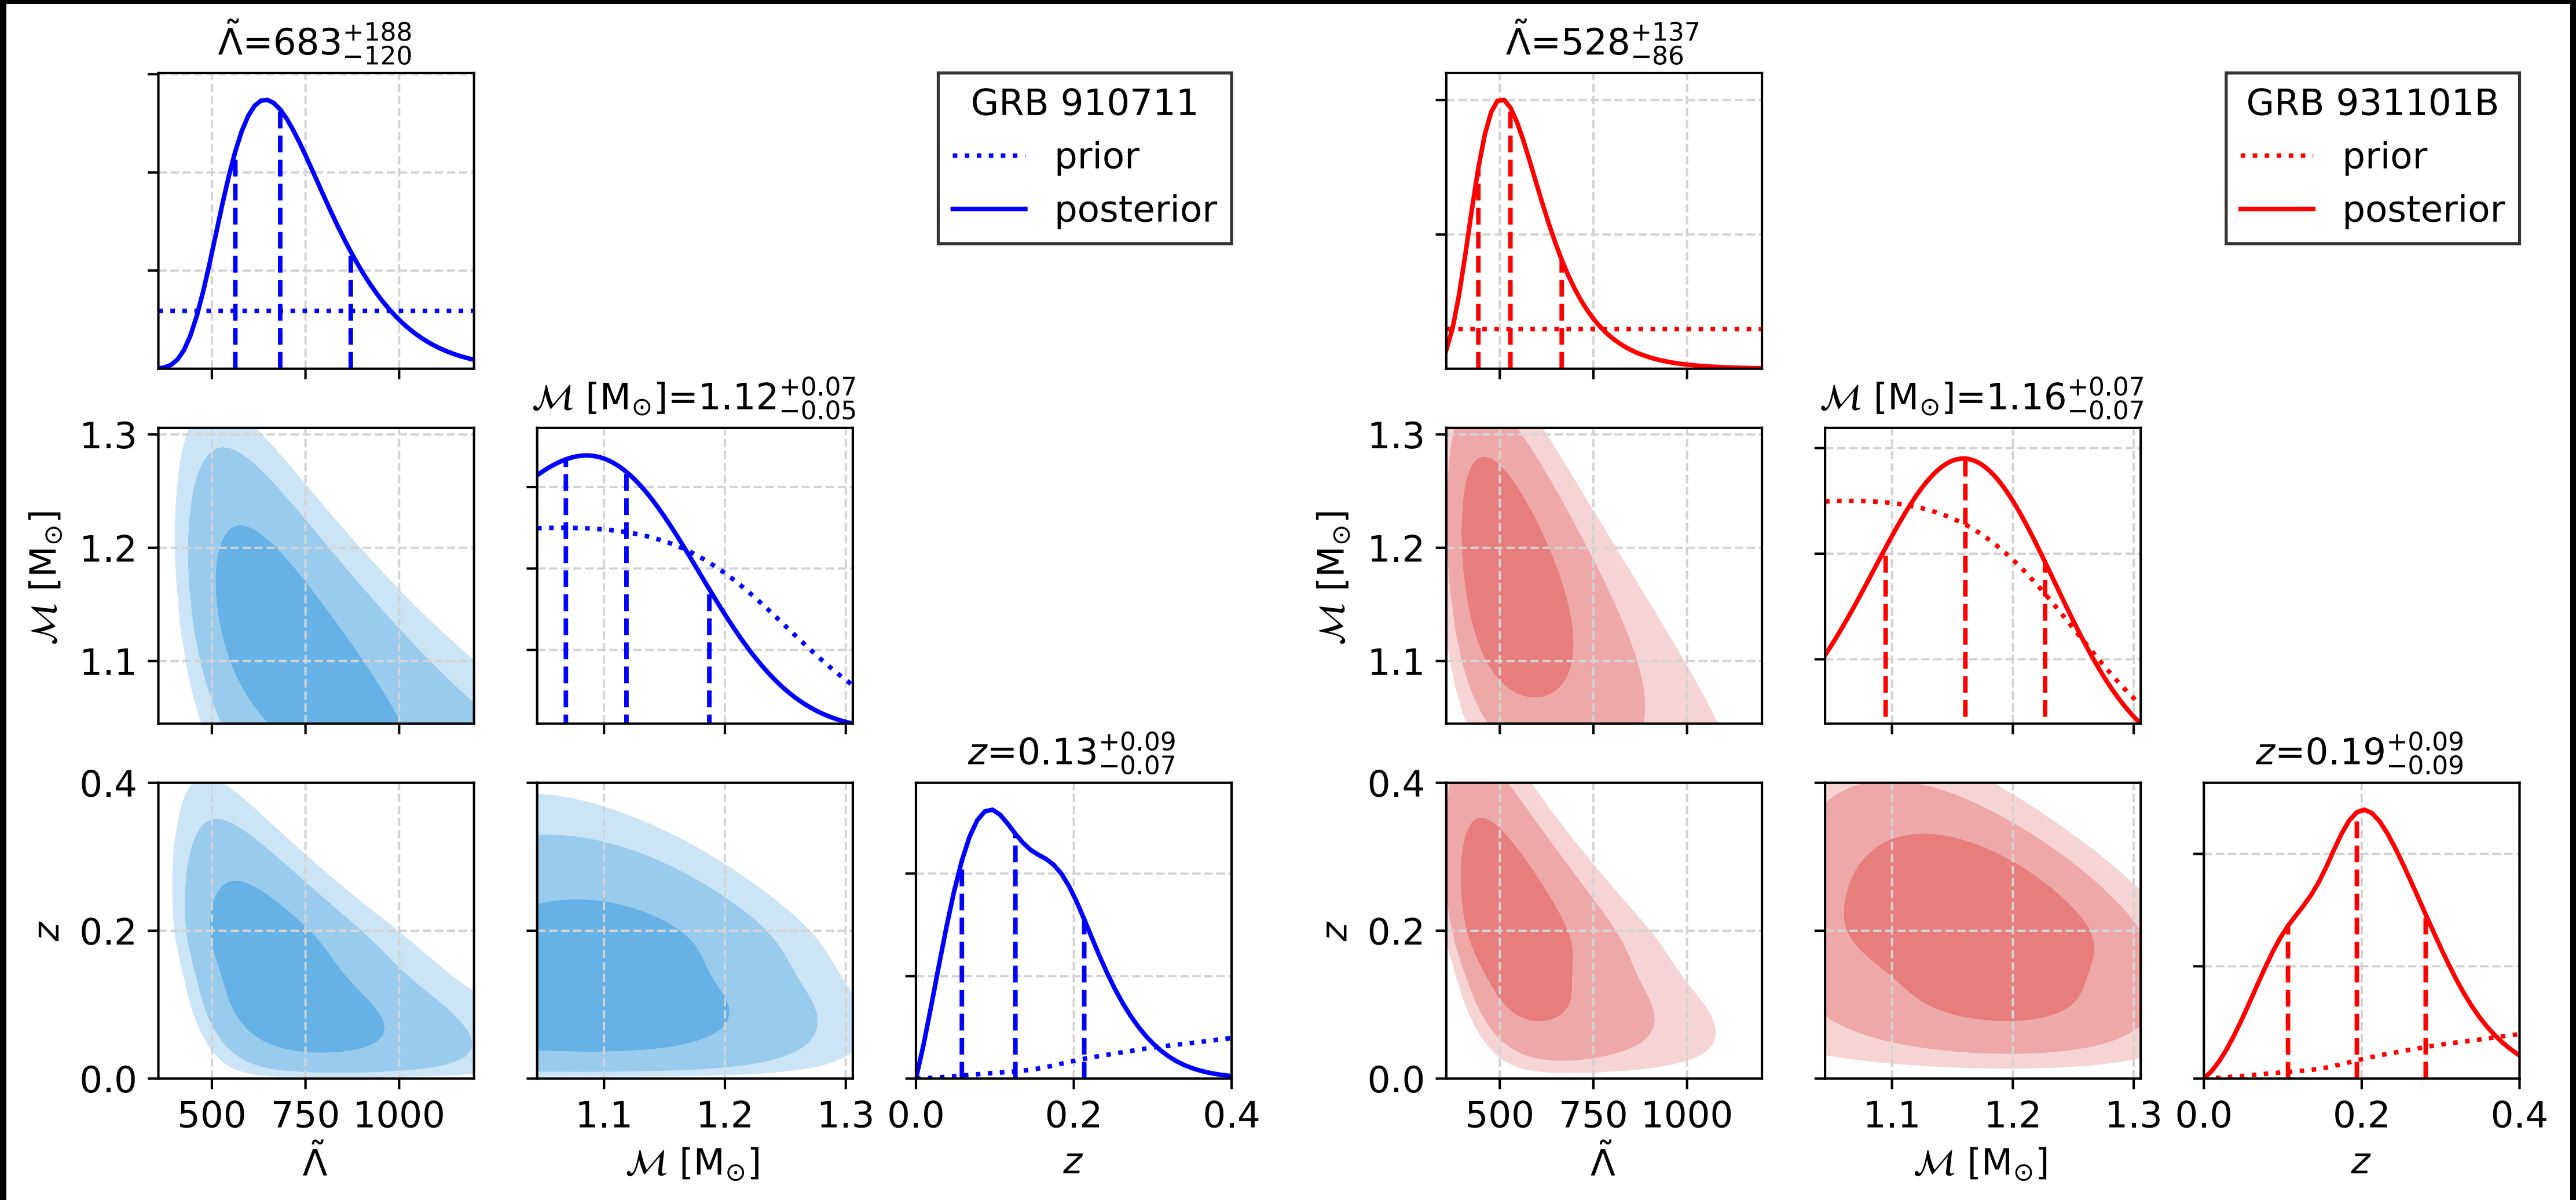 Λ̃=683+188−120
GRB 910711
prior
posterior
ℳ [M⊙]=1.12+0.07−0.05
1.3
1.2
1.1
ℳ [M⊙]
z=0.13+0.09−0.07
0.4
0.2
0.0
z
500 750 1000
1.1 1.2 1.3
0.0 0.2 0.4
Λ̃
ℳ [M⊙]
z
Λ̃=528+137−86
GRB 931101B
prior
posterior
ℳ [M⊙]=1.16+0.07−0.07
1.3
1.2
1.1
ℳ [M⊙]
z=0.19+0.09−0.09
0.4
0.2
0.0
z
500 750 1000
1.1 1.2 1.3
0.0 0.2 0.4
Λ̃
ℳ [M⊙]
z